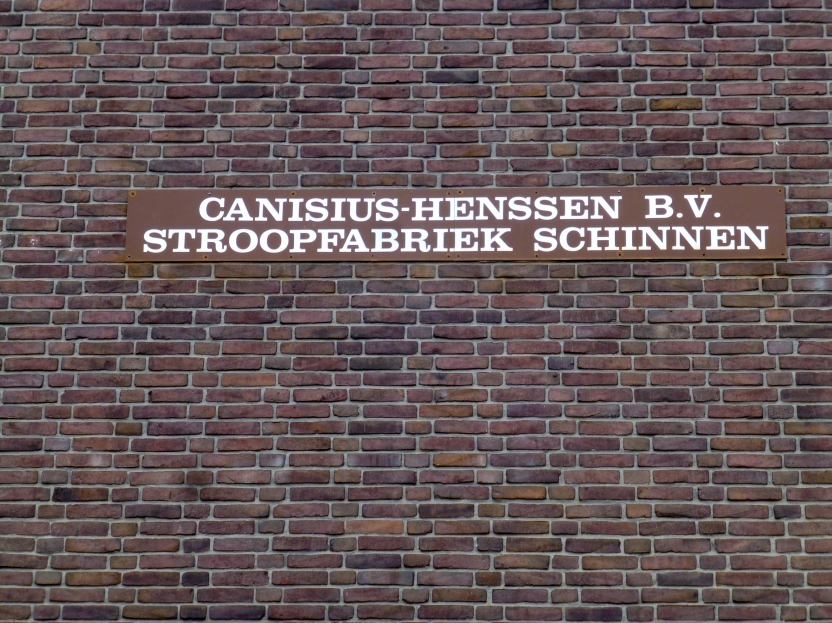 CANISIUS-HENSSEN B.V.
STROOPFABRIEK SCHINNEN